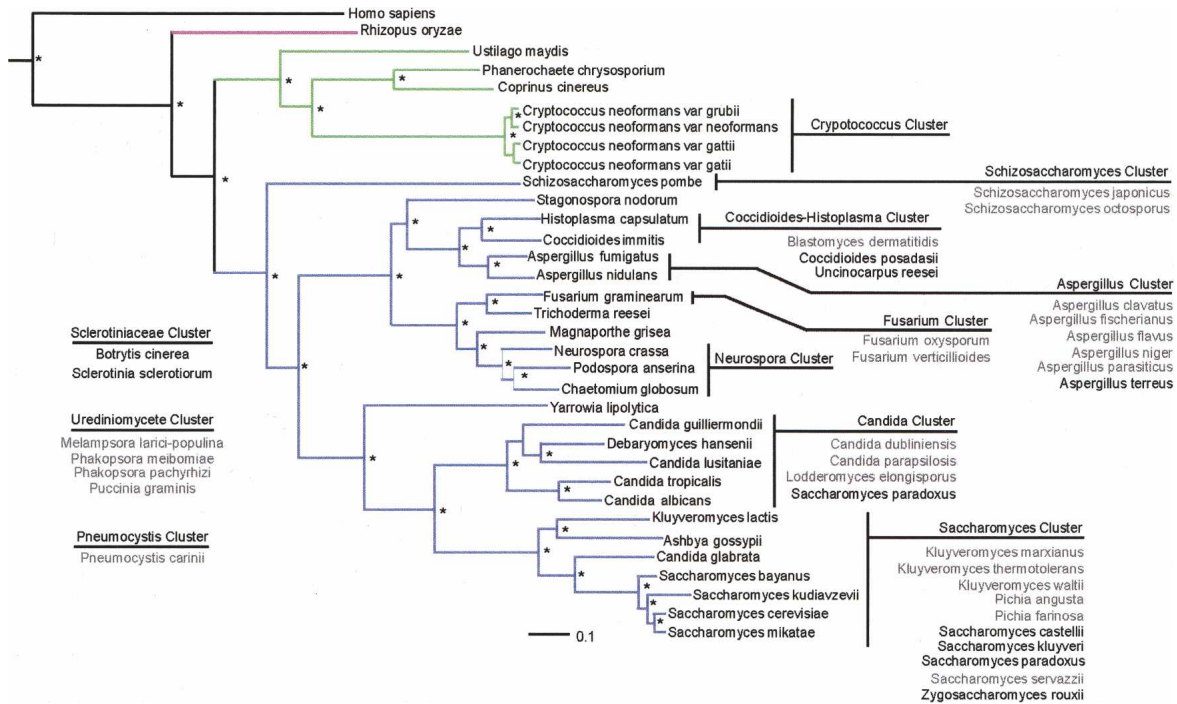 Homo sapiens
Rhizopus oryzae
Ustilago maydis
Phanerochaete chrysosporium
Coprinus cinereus
Cryptococcus neoformans var grubii
Cryptococcus neoformans var neoformans
Cryptococcus neoformans var gattii
Cryptococcus neoformans var gatii
Crypotococcus Cluster
Schizosaccharomyces pombe
Schizosaccharomyces Cluster
Schizosaccharomyces japonicus
Schizosaccharomyces octosporus
Stagonospora nodorum
Histoplasma capsulatum
Coccidioides immitis
Aspergillus fumigatus
Aspergillus nidulans
Coccidioides-Histoplasma Cluster
Blastomyces dermatitidis
Coccidioides posadasii
Uncinocarpus reesei
Aspergillus Cluster
Aspergillus clavatus
Aspergillus fischerianus
Aspergillus flavus
Aspergillus niger
Aspergillus parasiticus
Aspergillus terreus
Fusarium graminearum
Trichoderma reesei
Fusarium Cluster
Fusarium oxysporum
Fusarium verticillioides
Magnaporthe grisea
Neurospora crassa
Podospora anserina
Chaetomium globosum
Neurospora Cluster
Sclerotiniaceae Cluster
Botrytis cinerea
Sclerotinia sclerotiorum
Urediniomycete Cluster
Melampsora larici-populina
Phakopsora meibomiae
Phakopsora pachyrhizi
Puccinia graminis
Pneumocystis Cluster
Pneumocystis carinii
Yarrowia lipolytica
Candida guilliermondii
Debaryomyces hansenii
Candida lusitaniae
Candida tropicalis
Candida albicans
Candida Cluster
Candida dubliniensis
Candida parapsilosis
Lodderomyces elongisporus
Saccharomyces paradoxus
Kluyveromyces lactis
Ashbya gossypii
Candida glabrata
Saccharomyces bayanus
Saccharomyces kudiavzevii
Saccharomyces cerevisiae
Saccharomyces mikatae
Saccharomyces Cluster
Kluyveromyces marxianus
Kluyveromyces thermotolerans
Kluyveromyces waltii
Pichia angusta
Pichia farinosa
Saccharomyces castellii
Saccharomyces kluyveri
Saccharomyces paradoxus
Saccharomyces servazzii
Zygosaccharomyces rouxii
0.1